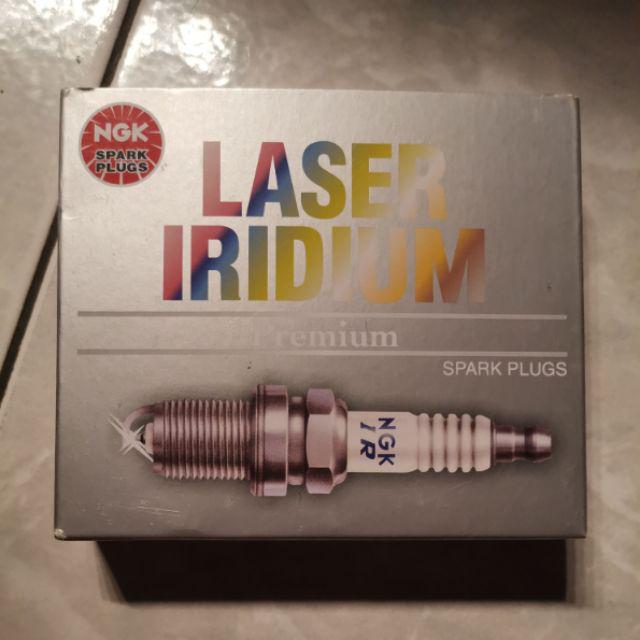 NGK
SPARK
PLUGS
LASER
IRIDIUM
Premium
SPARK PLUGS
NGK
IR